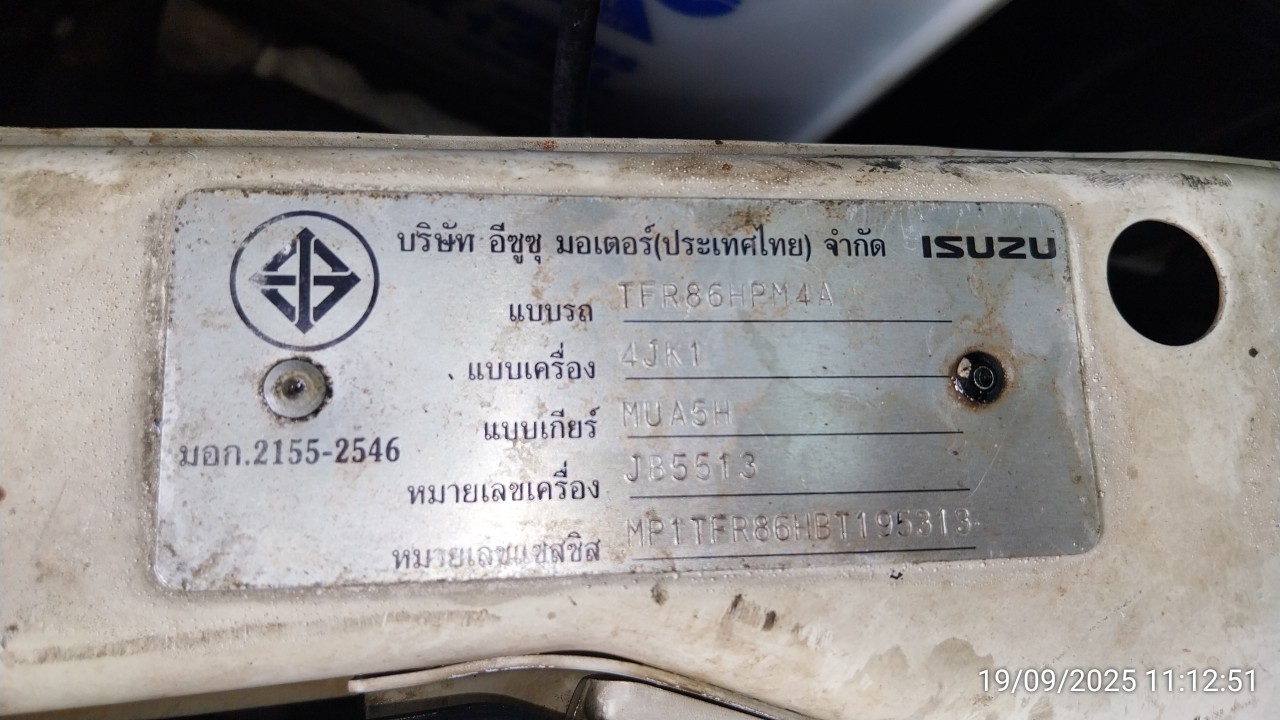 บริษัท อีซูซุ มอเตอร์(ประเทศไทย) จำกัด ISUZU
แบบรถ TFR86HPM4A
แบบเครื่อง 4JK1
แบบเกียร์ MUA5H
มอก.2155-2546
หมายเลขเครื่อง JB5513
หมายเลขแชสซิส MP1TFR86HBT195313
19/09/2025 11:12:51